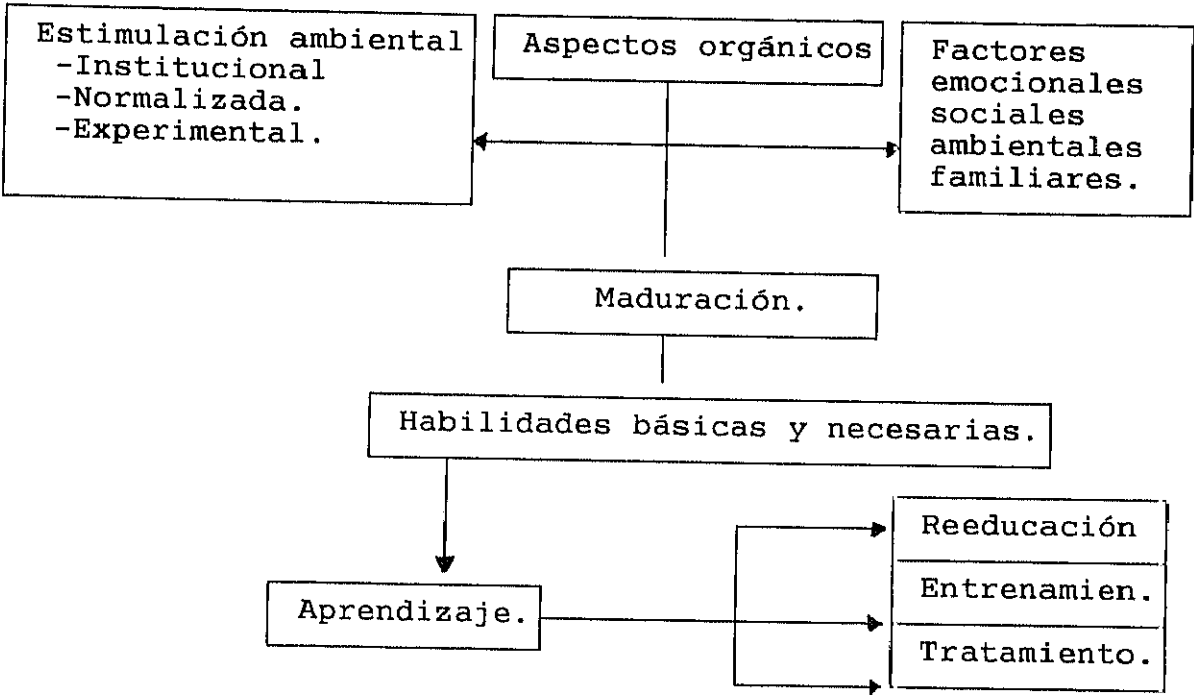 Estimulación ambiental
-Institucional
-Normalizada.
-Experimental.
Aspectos orgánicos
Factores
emocionales
sociales
ambientales
familiares.
Maduración.
Habilidades básicas y necesarias.
Aprendizaje.
Reeducación
Entrenamien.
Tratamiento.